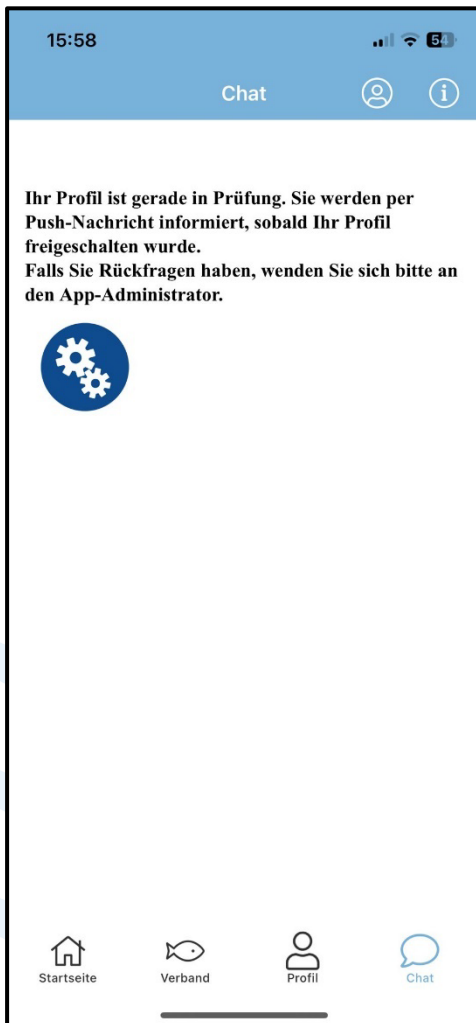 15:58
54
Chat
Ihr Profil ist gerade in Prüfung. Sie werden per
Push-Nachricht informiert, sobald Ihr Profil
freigeschalten wurde.
Falls Sie Rückfragen haben, wenden Sie sich bitte an
den App-Administrator.
Startseite Verband Profil Chat